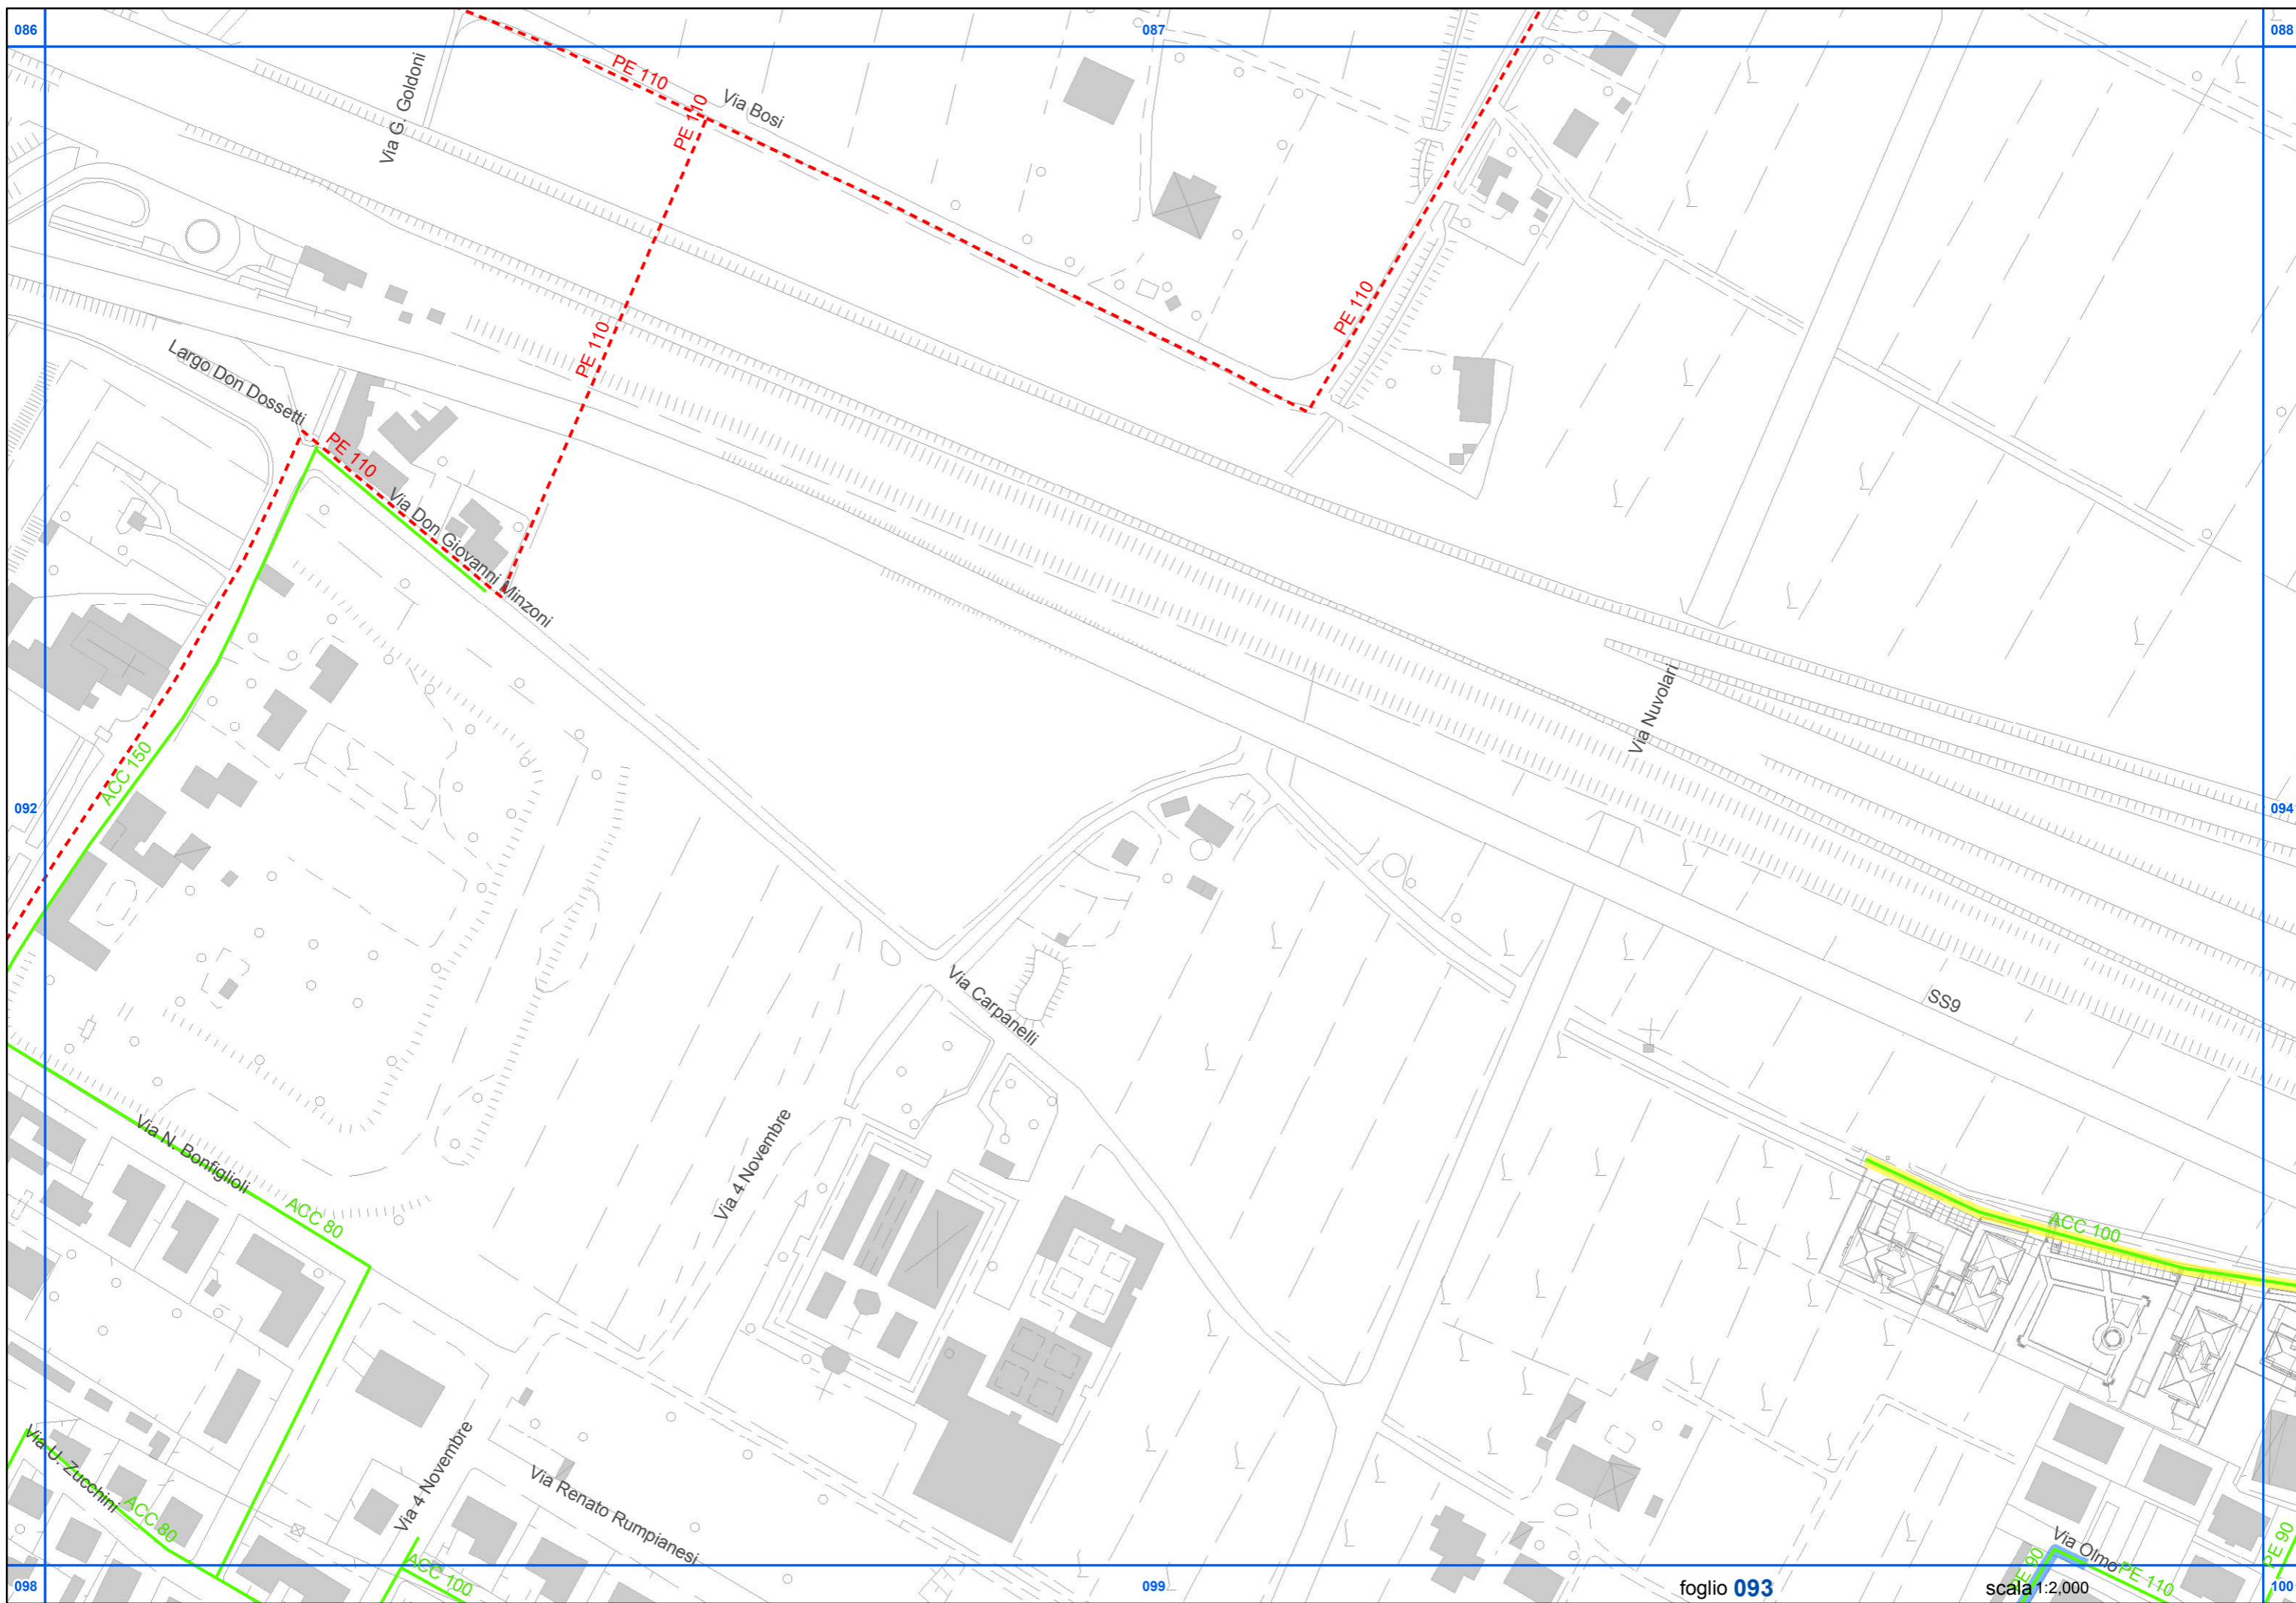 086
087
088
Via G. Goldoni
PE 110
PE 110
Via Bosi
PE 110
PE 110
Largo Don Dossetti
PE 110
Via Don Giovanni Minzoni
Via Nuvolari
ACC 150
092
094
Via Carpanelli
SS9
Via N. Bonfiglioli
Via 4 Novembre
ACC 80
ACC 100
Via U. Zucchini
ACC 80
Via 4 Novembre
Via Renato Rumpianesi
ACC 100
Via Olmo
PE 90
PE 110
PE 90
098
099
foglio 093
scala 1:2,000
100